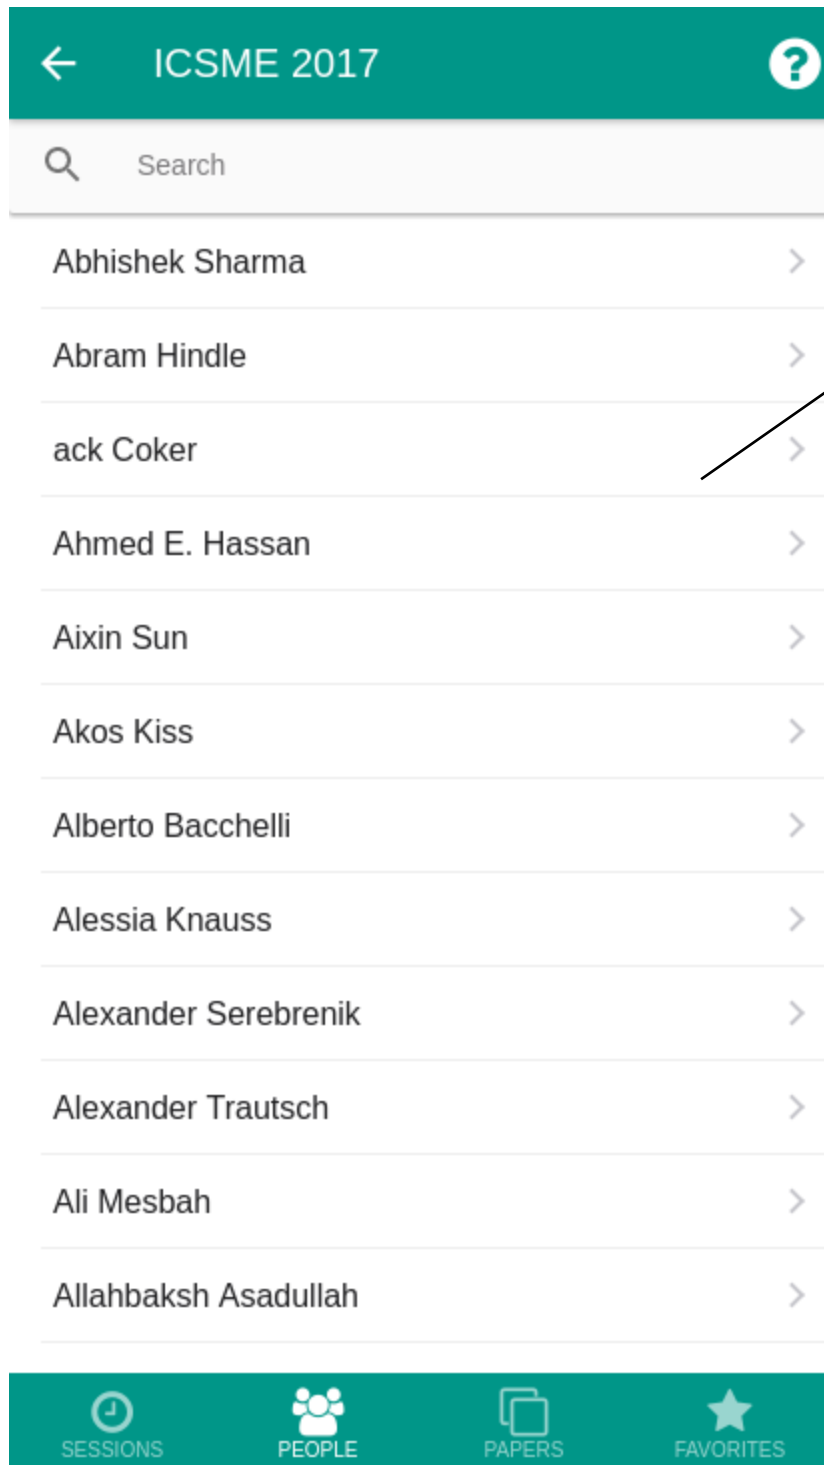 ICSME 2017
Search
Abhishek Sharma
Abram Hindle
ack Coker
Ahmed E. Hassan
Aixin Sun
Akos Kiss
Alberto Bacchelli
Alessia Knauss
Alexander Serebrenik
Alexander Trautsch
Ali Mesbah
Allahbaksh Asadullah
SESSIONS PEOPLE PAPERS FAVORITES